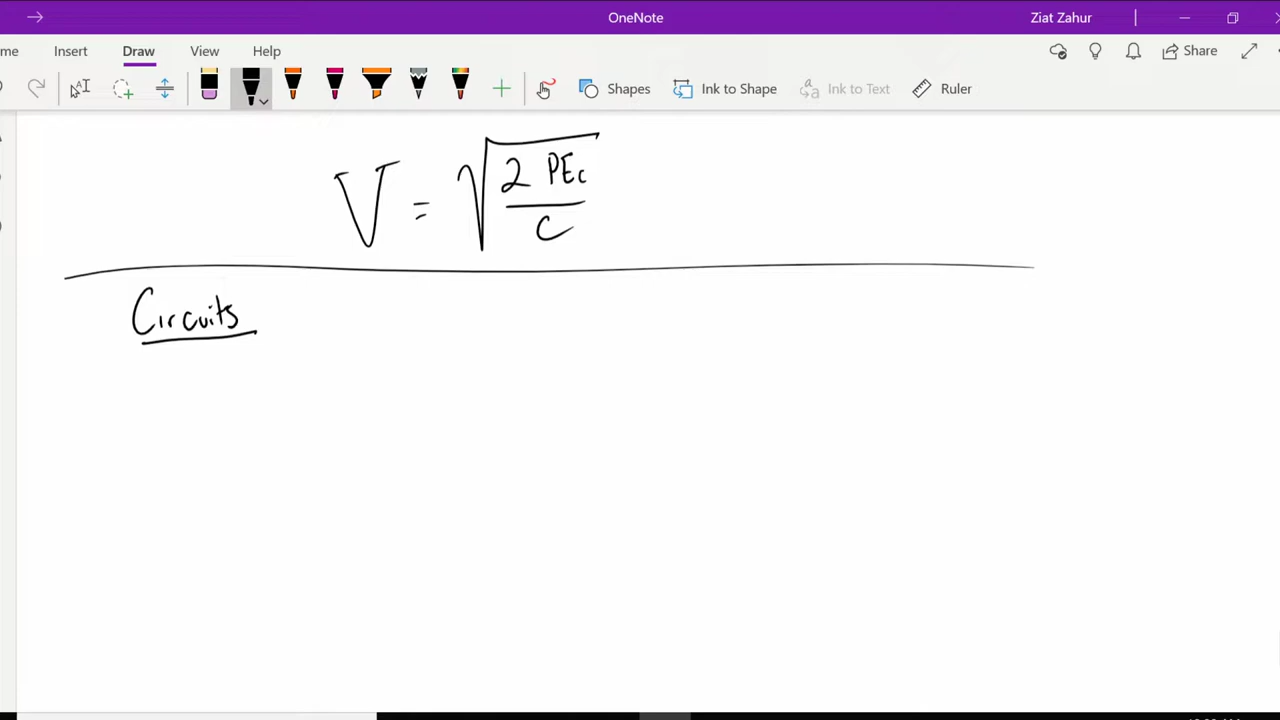 OneNote
Ziat Zahur
me Insert Draw View Help
Share
Shapes Ink to Shape Ink to Text Ruler
V = √(2 PEc / C)
Circuits